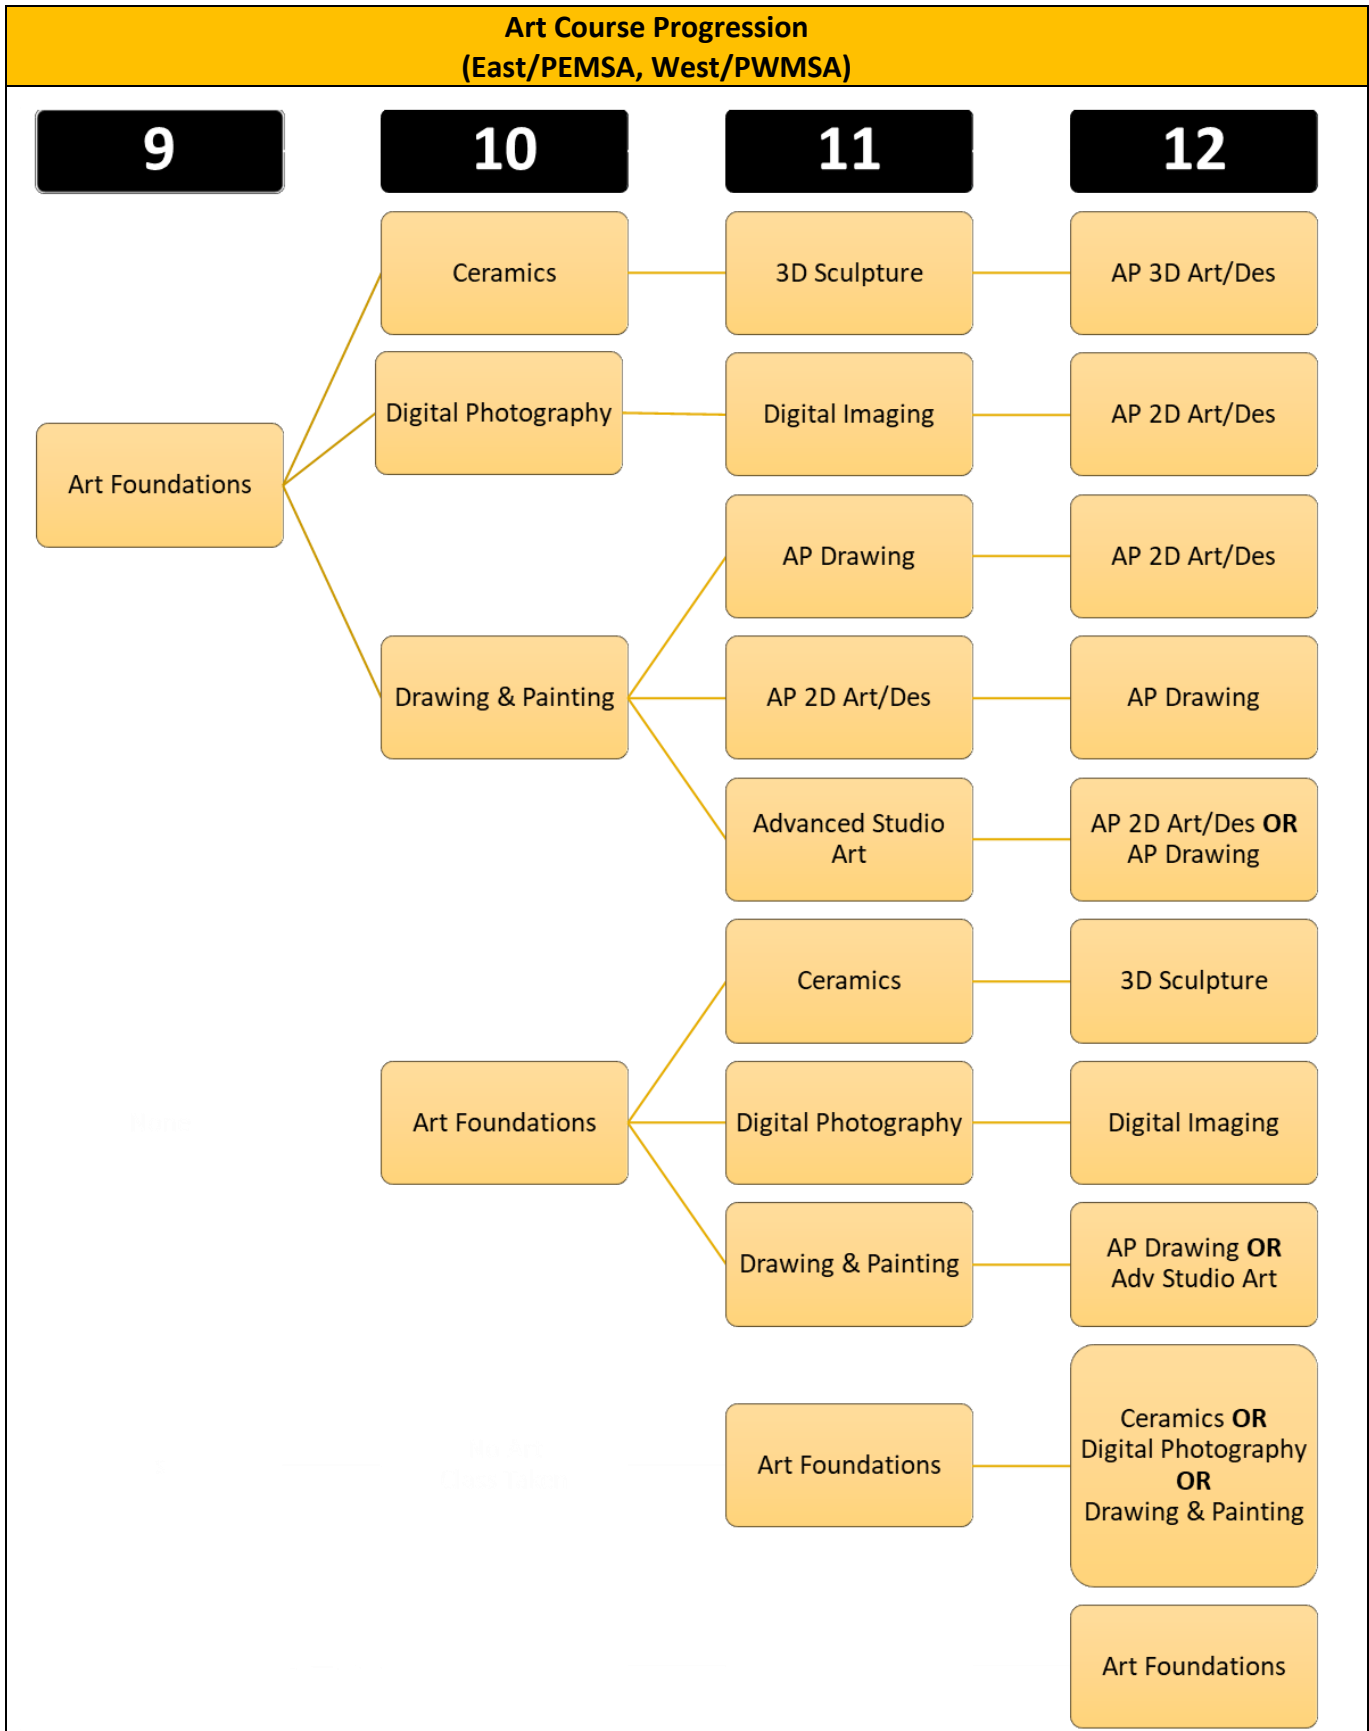 Art Course Progression
(East/PEMSA, West/PWMSA)
9
10
11
12
Ceramics
3D Sculpture
AP 3D Art/Des
Digital Photography
Digital Imaging
AP 2D Art/Des
Art Foundations
AP Drawing
AP 2D Art/Des
Drawing & Painting
AP 2D Art/Des
AP Drawing
Advanced Studio
Art
AP 2D Art/Des OR
AP Drawing
Ceramics
3D Sculpture
Art Foundations
Digital Photography
Digital Imaging
Drawing & Painting
AP Drawing OR
Adv Studio Art
Art Foundations
Ceramics OR
Digital Photography
OR
Drawing & Painting
Art Foundations